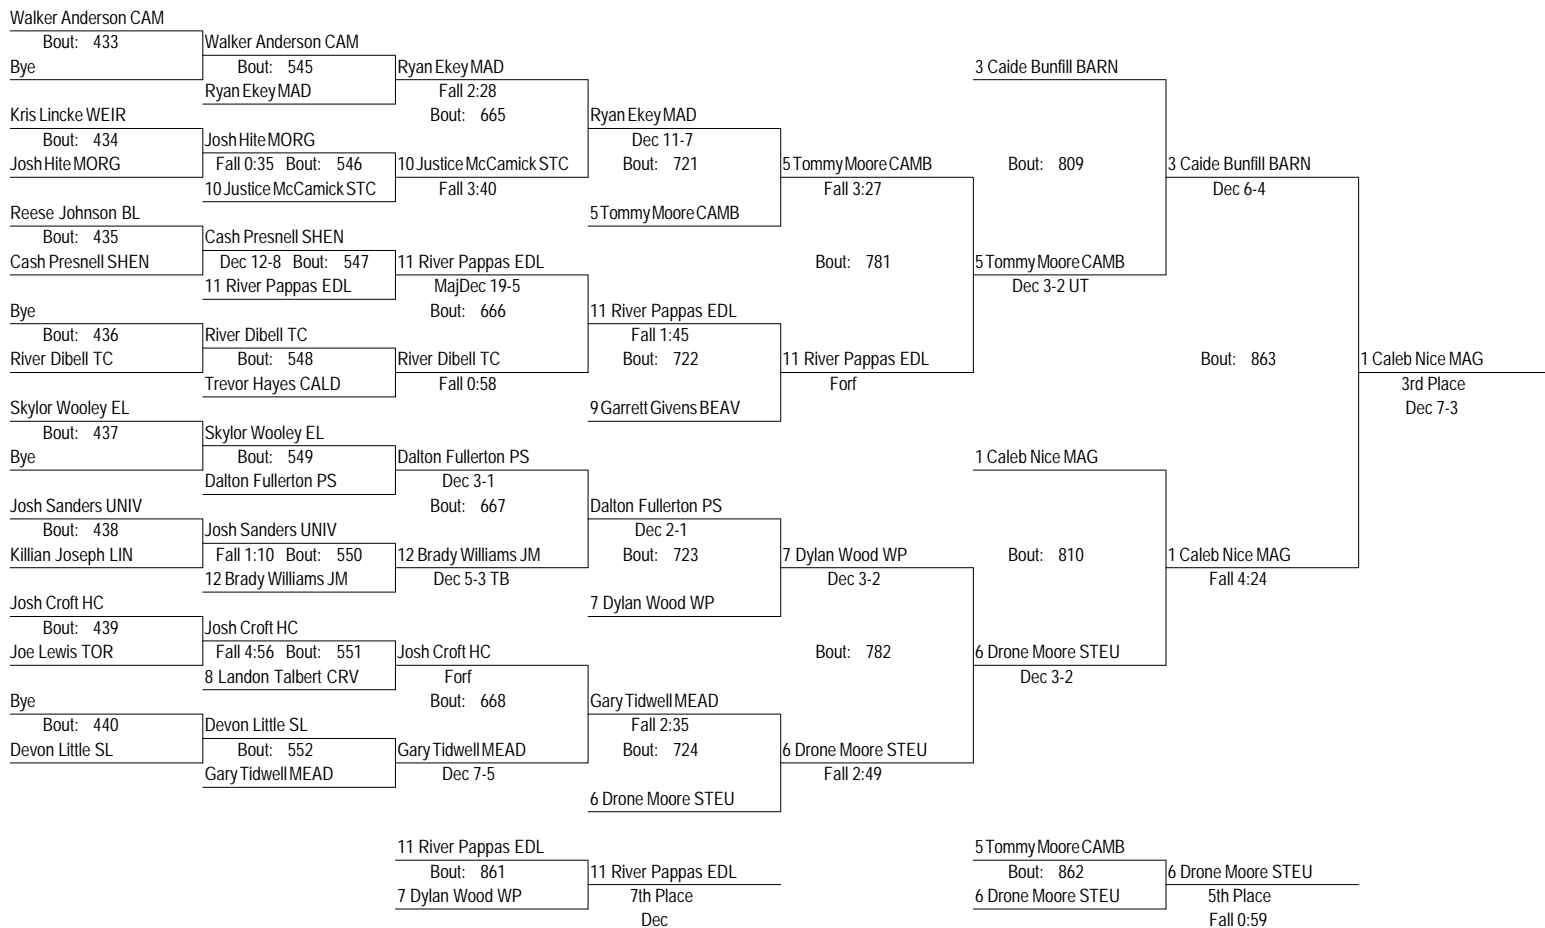 Walker Anderson CAM
Bout: 433
Walker Anderson CAM
Bye
Bout: 545
Ryan Ekey MAD
3 Caide Bunfill BARN
Ryan Ekey MAD
Fall 2:28
Kris Lincke WEIR
Bout: 665
Ryan Ekey MAD
Bout: 434
Josh Hite MORG
Dec 11-7
Josh Hite MORG
Fall 0:35 Bout: 546
10 Justice McCamick STC
Bout: 721
5 Tommy Moore CAMB
Bout: 809
3 Caide Bunfill BARN
10 Justice McCamick STC
Fall 3:40
Fall 3:27
Dec 6-4
Reese Johnson BL
5 Tommy Moore CAMB
Bout: 435
Cash Presnell SHEN
Cash Presnell SHEN
Dec 12-8 Bout: 547
11 River Pappas EDL
Bout: 781
5 Tommy Moore CAMB
11 River Pappas EDL
MajDec 19-5
Dec 3-2 UT
Bye
Bout: 666
11 River Pappas EDL
Bout: 436
River Dibell TC
Fall 1:45
River Dibell TC
Bout: 548
River Dibell TC
Bout: 722
11 River Pappas EDL
Bout: 863
1 Caleb Nice MAG
Trevor Hayes CALD
Fall 0:58
Forf
3rd Place
Skylor Wooley EL
9 Garrett Givens BEAV
Dec 7-3
Bout: 437
Skylor Wooley EL
Bye
Bout: 549
Dalton Fullerton PS
1 Caleb Nice MAG
Dalton Fullerton PS
Dec 3-1
Josh Sanders UNIV
Bout: 667
Dalton Fullerton PS
Bout: 438
Josh Sanders UNIV
Dec 2-1
Killian Joseph LIN
Fall 1:10 Bout: 550
12 Brady Williams JM
Bout: 723
7 Dylan Wood WP
Bout: 810
1 Caleb Nice MAG
12 Brady Williams JM
Dec 5-3 TB
Dec 3-2
Fall 4:24
Josh Croft HC
7 Dylan Wood WP
Bout: 439
Josh Croft HC
Joe Lewis TOR
Fall 4:56 Bout: 551
Josh Croft HC
Bout: 782
6 Drone Moore STEU
8 Landon Talbert CRV
Forf
Dec 3-2
Bye
Bout: 668
Gary Tidwell MEAD
Bout: 440
Devon Little SL
Fall 2:35
Devon Little SL
Bout: 552
Gary Tidwell MEAD
Bout: 724
6 Drone Moore STEU
Gary Tidwell MEAD
Dec 7-5
Fall 2:49
6 Drone Moore STEU
11 River Pappas EDL
5 Tommy Moore CAMB
Bout: 861
11 River Pappas EDL
Bout: 862
6 Drone Moore STEU
7 Dylan Wood WP
7th Place
6 Drone Moore STEU
5th Place
Dec
Fall 0:59